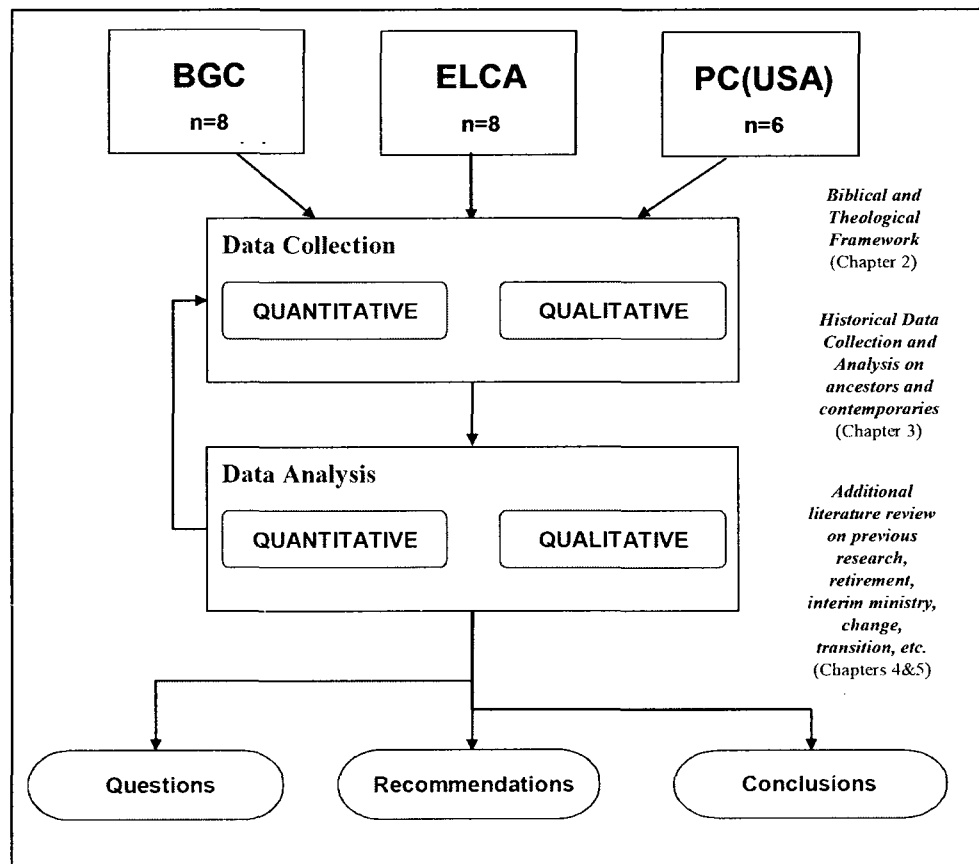 BGC
n=8
ELCA
n=8
PC(USA)
n=6
Data Collection
QUANTITATIVE
QUALITATIVE
Data Analysis
QUANTITATIVE
QUALITATIVE
Biblical and
Theological
Framework
(Chapter 2)
Historical Data
Collection and
Analysis on
ancestors and
contemporaries
(Chapter 3)
Additional
literature review
on previous
research,
retirement,
interim ministry,
change,
transition, etc.
(Chapters 4&5)
Questions
Recommendations
Conclusions